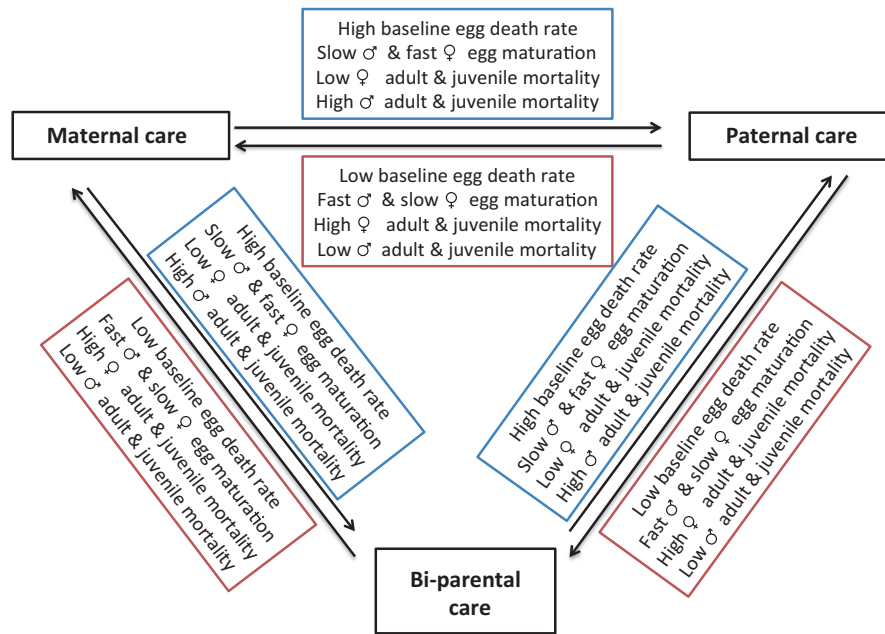 High baseline egg death rate
Slow ♂ & fast ♀ egg maturation
Low ♀ adult & juvenile mortality
High ♂ adult & juvenile mortality
Maternal care
Paternal care
Low baseline egg death rate
Fast ♂ & slow ♀ egg maturation
High ♀ adult & juvenile mortality
Low ♂ adult & juvenile mortality
High baseline egg death rate
Slow ♂ & fast ♀ egg maturation
Low ♀ adult & juvenile mortality
High ♂ adult & juvenile mortality
Low baseline egg death rate
Fast ♂ & slow ♀ egg maturation
High ♀ adult & juvenile mortality
Low ♂ adult & juvenile mortality
High baseline egg death rate
Slow ♂ & fast ♀ egg maturation
Low ♀ adult & juvenile mortality
High ♂ adult & juvenile mortality
Low baseline egg death rate
Fast ♂ & slow ♀ egg maturation
High ♀ adult & juvenile mortality
Low ♂ adult & juvenile mortality
Bi-parental
care